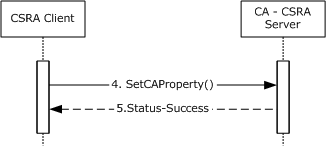 CSRA Client
CA - CSRA
Server
4. SetCAProperty()
5.Status-Success